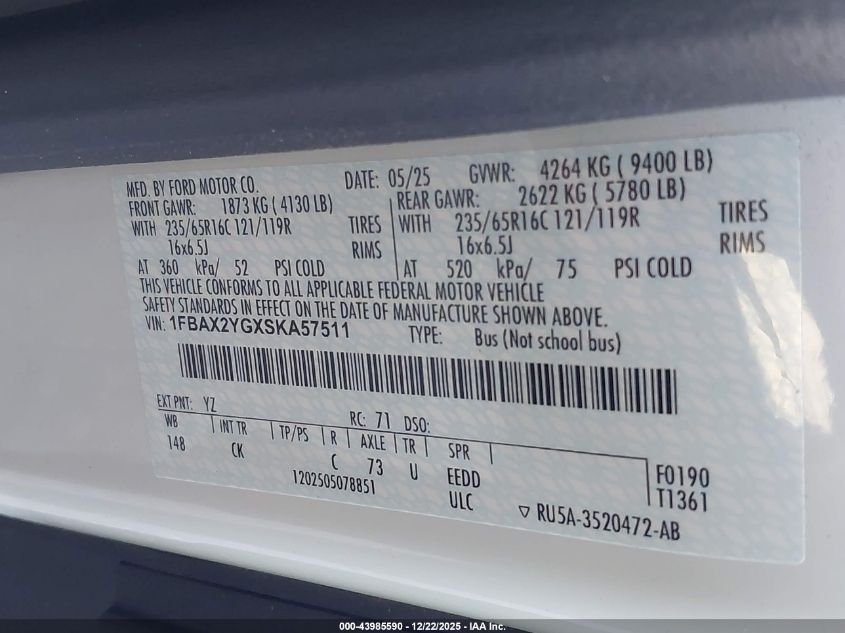 MFD. BY FORD MOTOR CO. DATE: 05/25 GVWR: 4264 KG ( 9400 LB)
FRONT GAWR: 1873 KG ( 4130 LB) REAR GAWR: 2622 KG ( 5780 LB)
WITH 235/65R16C 121/119R TIRES WITH 235/65R16C 121/119R TIRES
16x6.5J RIMS 16x6.5J RIMS
AT 360 kPa/ 52 PSI COLD AT 520 kPa/ 75 PSI COLD
THIS VEHICLE CONFORMS TO ALL APPLICABLE FEDERAL MOTOR VEHICLE
SAFETY STANDARDS IN EFFECT ON THE DATE OF MANUFACTURE SHOWN ABOVE.
VIN: 1FBAX2YGXSKA57511 TYPE: Bus (Not school bus)
EXT PNT: YZ RC: 71 DSO:
WB INT TR TP/PS R AXLE TR SPR
148 CK C 73 U EEDD F0190
1202505078851 ULC T1361
▽ RU5A-3520472-AB
000-43985590 - 12/22/2025 - IAA Inc.